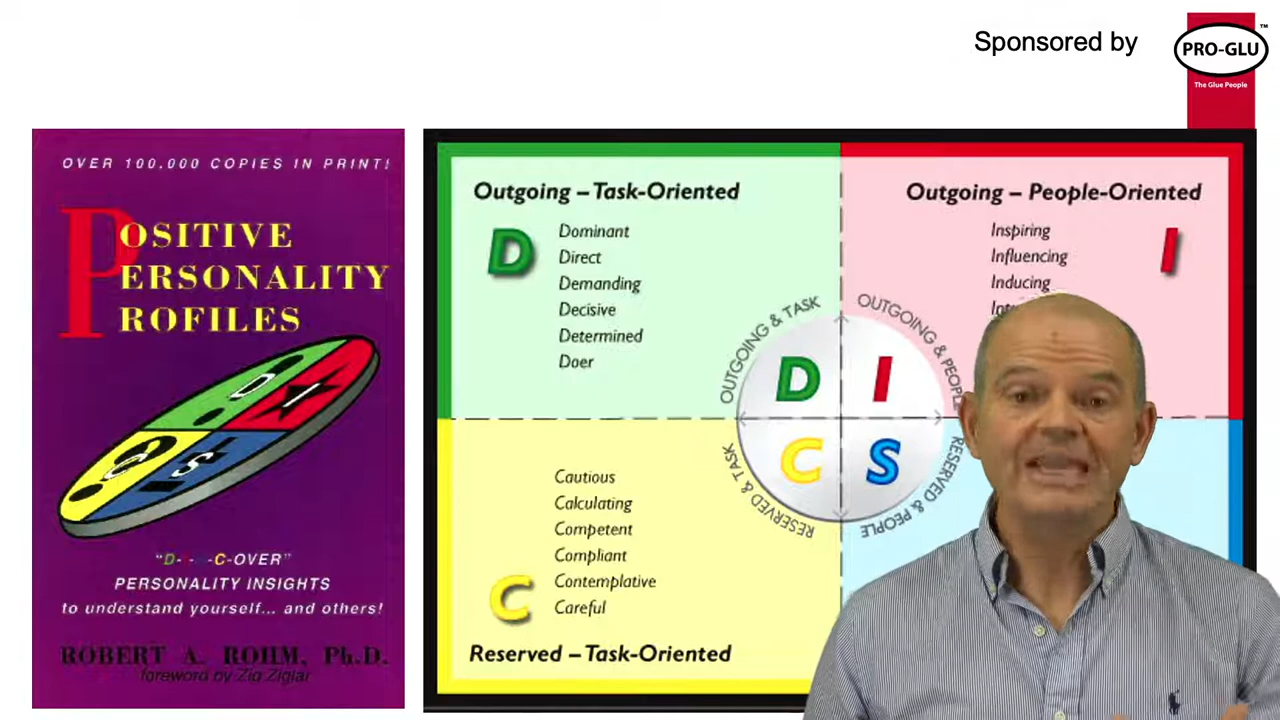 Sponsored by
PRO-GLU
™
The Glue People
OVER 100,000 COPIES IN PRINT!
POSITIVE
PERSONALITY
PROFILES
D I
C S
"D-I-S-C-OVER"
PERSONALITY INSIGHTS
to understand yourself... and others!
ROBERT A. ROHM, Ph.D.
foreword by Zig Ziglar
Outgoing – Task-Oriented
D
Dominant
Direct
Demanding
Decisive
Determined
Doer
Outgoing – People-Oriented
I
Inspiring
Influencing
Inducing
OUTGOING & TASK
OUTGOING & PEOPLE
D I
C S
RESERVED & TASK
RESERVED & PEOPLE
Cautious
Calculating
Competent
Compliant
Contemplative
Careful
C
Reserved – Task-Oriented